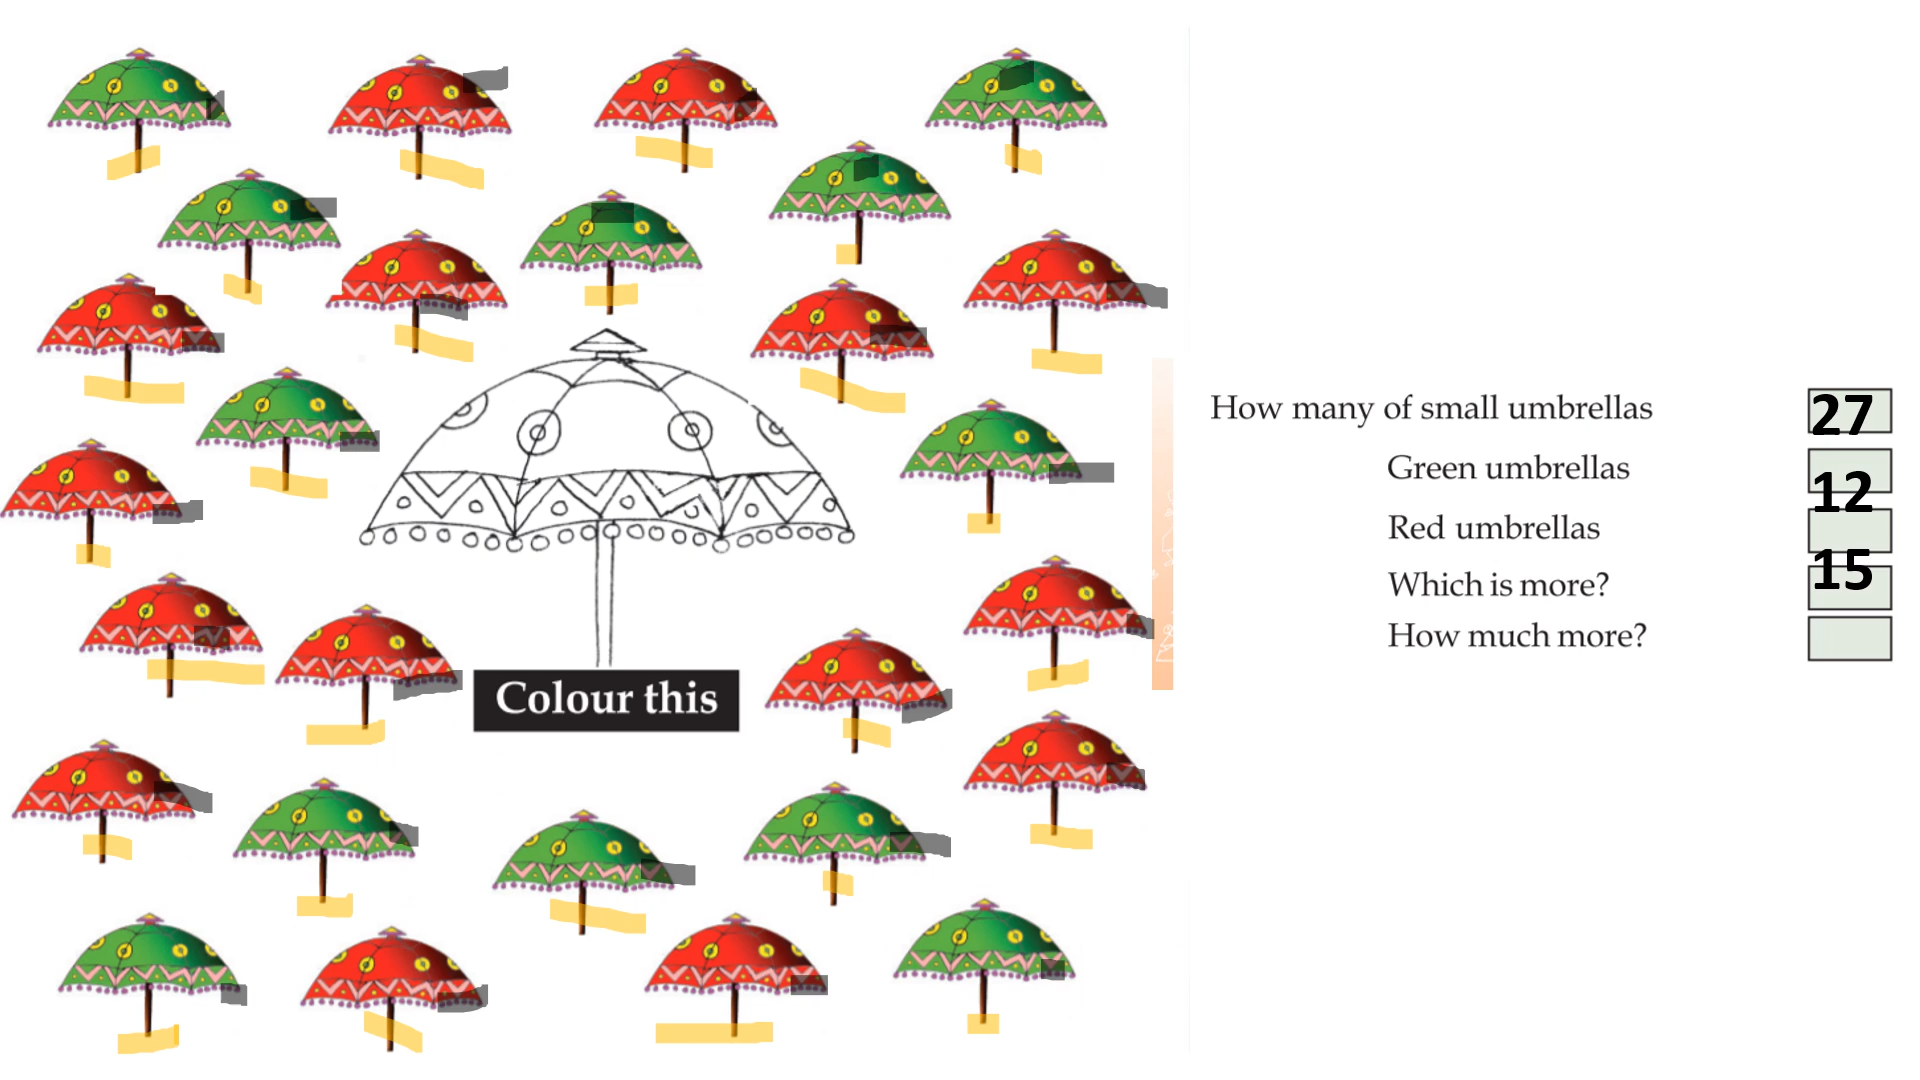 How many of small umbrellas 27
Green umbrellas 12
Red umbrellas 15
Which is more?
How much more?
Colour this